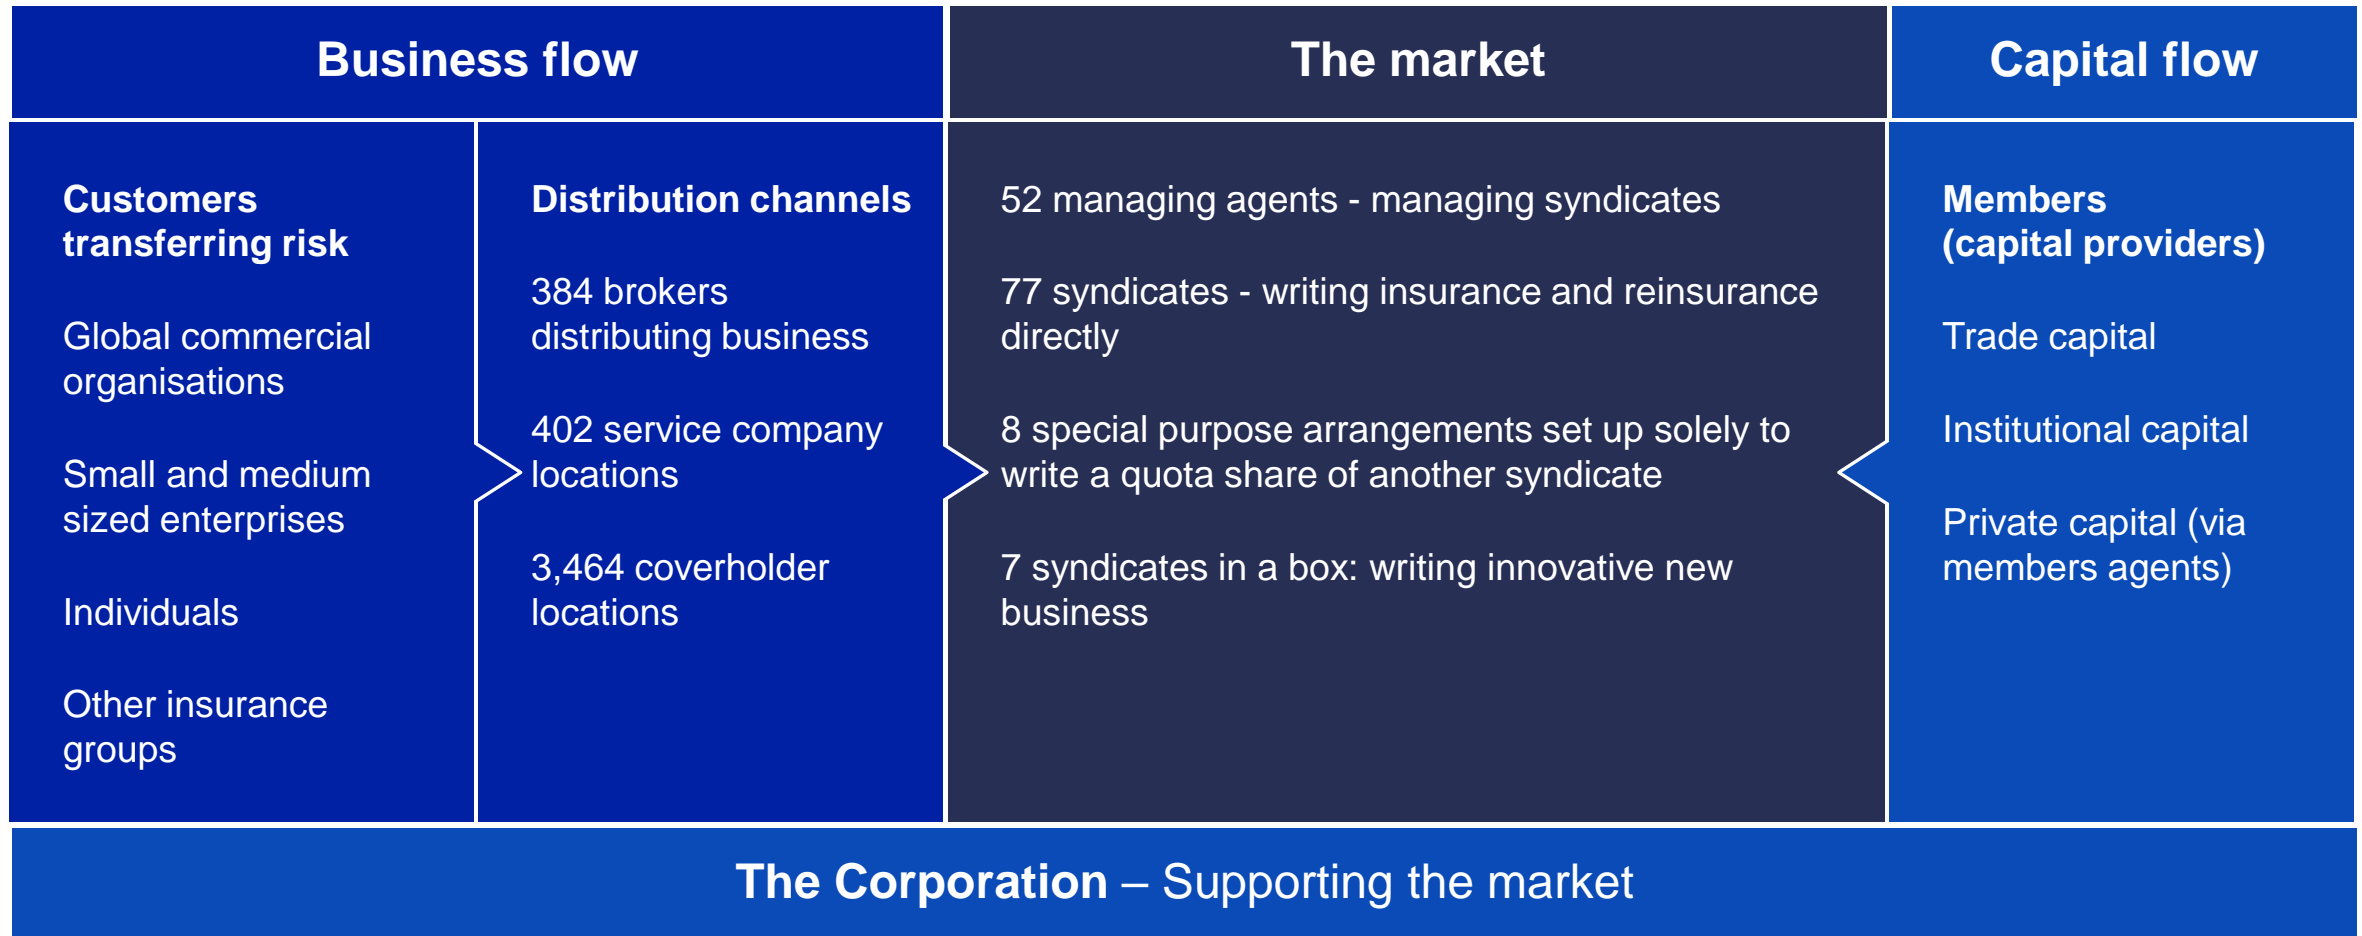 Business flow
The market
Capital flow
Customers
transferring risk
Global commercial
organisations
Small and medium
sized enterprises
Individuals
Other insurance
groups
Distribution channels
384 brokers
distributing business
402 service company
locations
3,464 coverholder
locations
52 managing agents - managing syndicates
77 syndicates - writing insurance and reinsurance
directly
8 special purpose arrangements set up solely to
write a quota share of another syndicate
7 syndicates in a box: writing innovative new
business
Members
(capital providers)
Trade capital
Institutional capital
Private capital (via
members agents)
The Corporation – Supporting the market